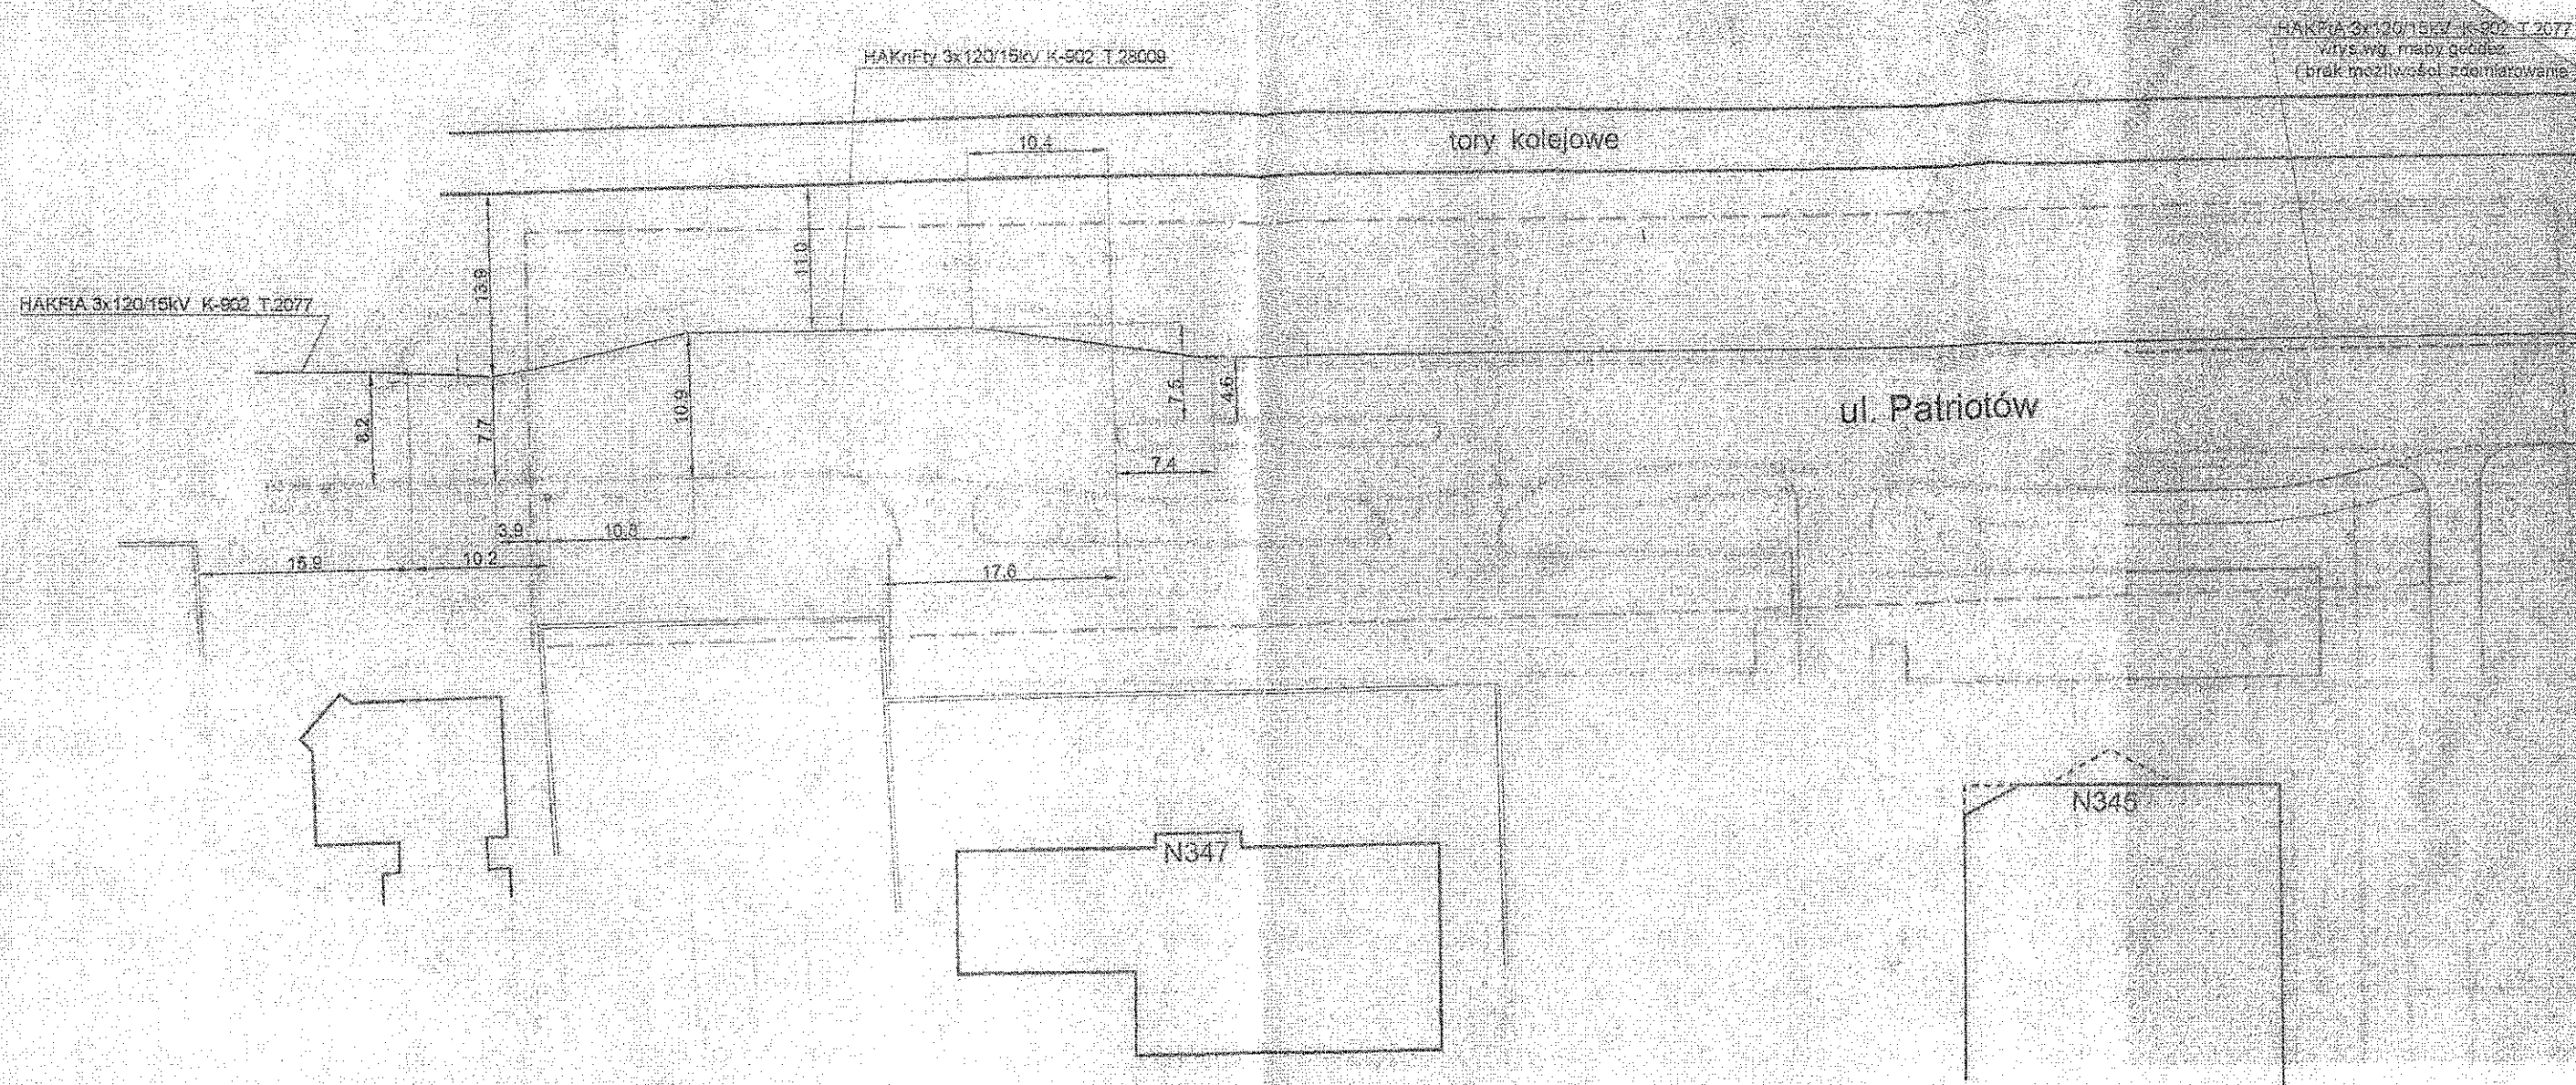 HAKnFty 3x120/15kV K-902 T.28009
HAKFtA 3x120/15kV K-902 T.2077
wrys.wg. mapy geodez.
( brak możliwości zdomiarowania)
tory kolejowe
10.4
13.9
11.0
HAKFtA 3x120/15kV K-902 T.2077
8.2
7.7
10.9
7.5
4.6
ul. Patriotów
7.4
3.9
10.8
15.9
10.2
17.6
N347
N345